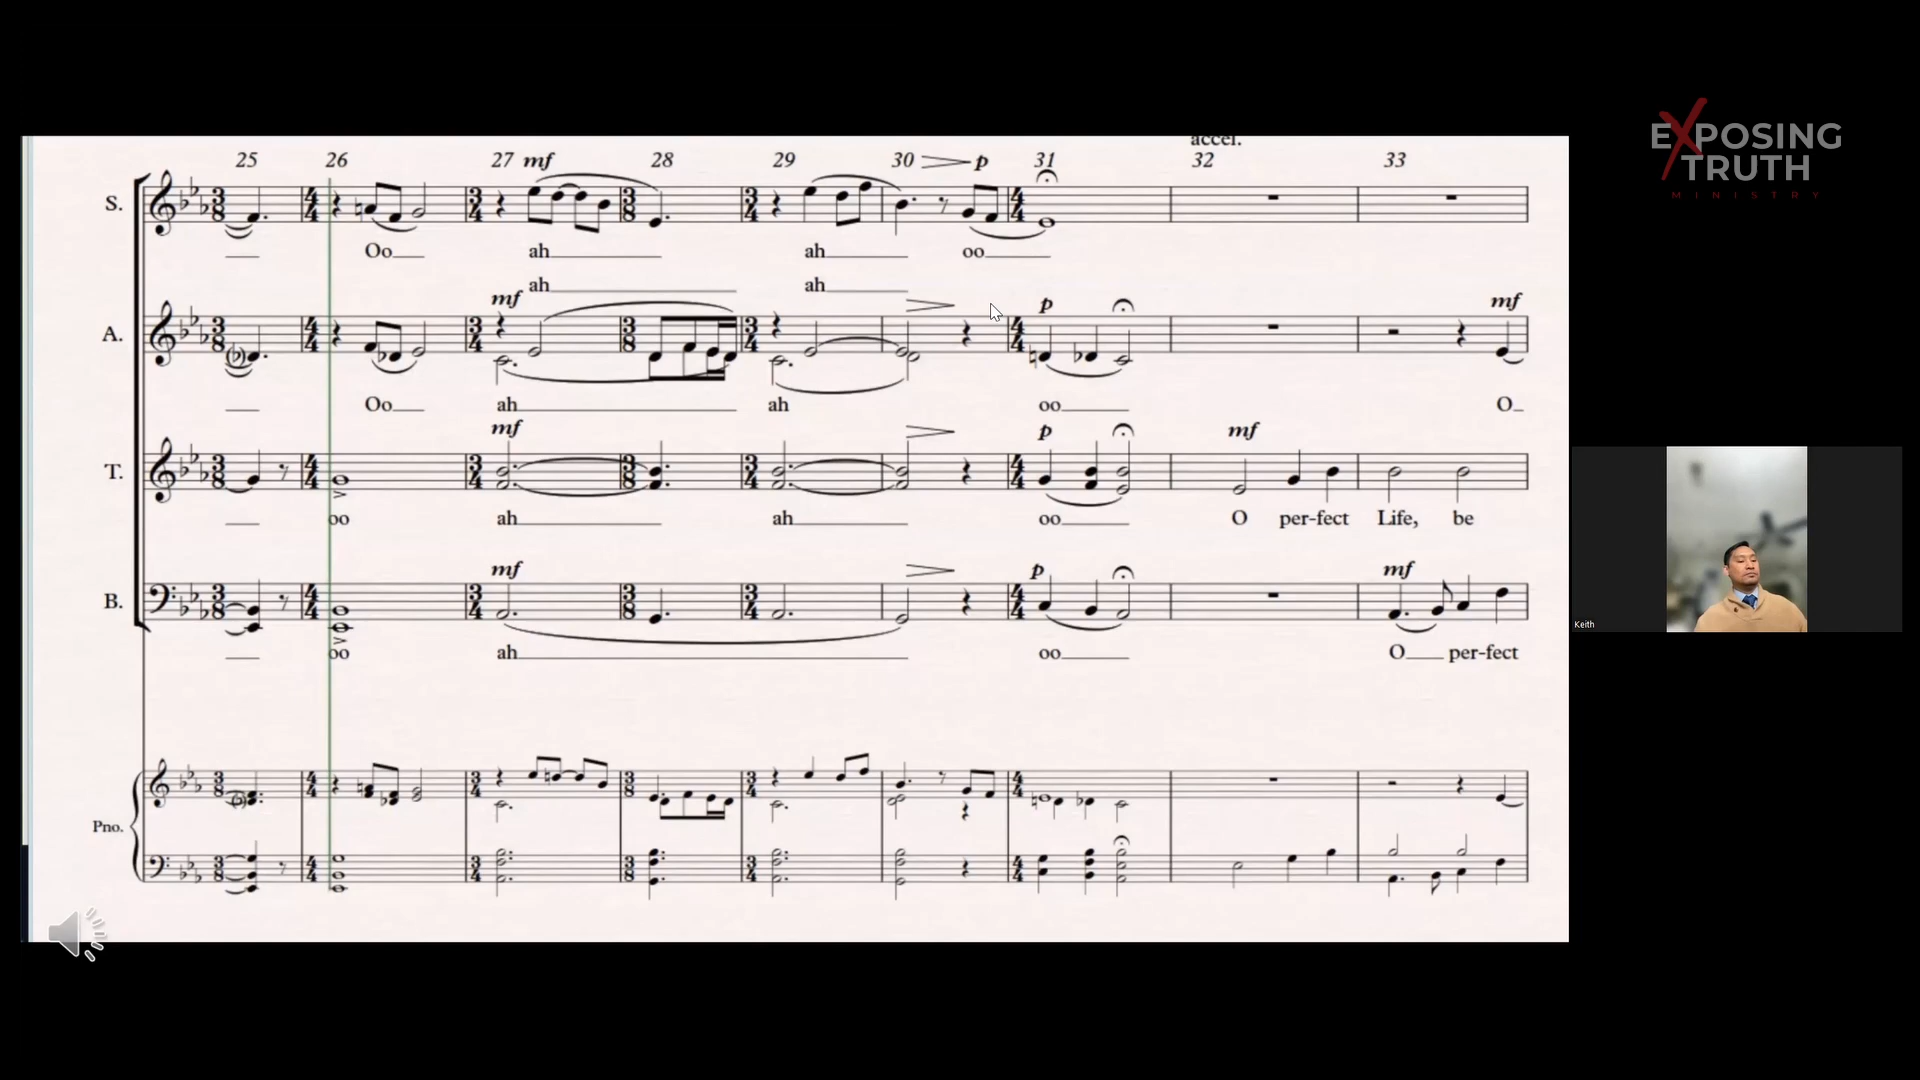 accel.
25 26 27 mf 28 29 30 p 31 32 33
S.
Oo ah ah oo
ah ah
mf p mf
A.
Oo ah ah oo O
mf p mf
T.
oo ah ah oo O per-fect Life, be
mf p mf
B.
oo ah oo O per-fect
Pno.
EXPOSING
TRUTH
MINISTRY
Keith